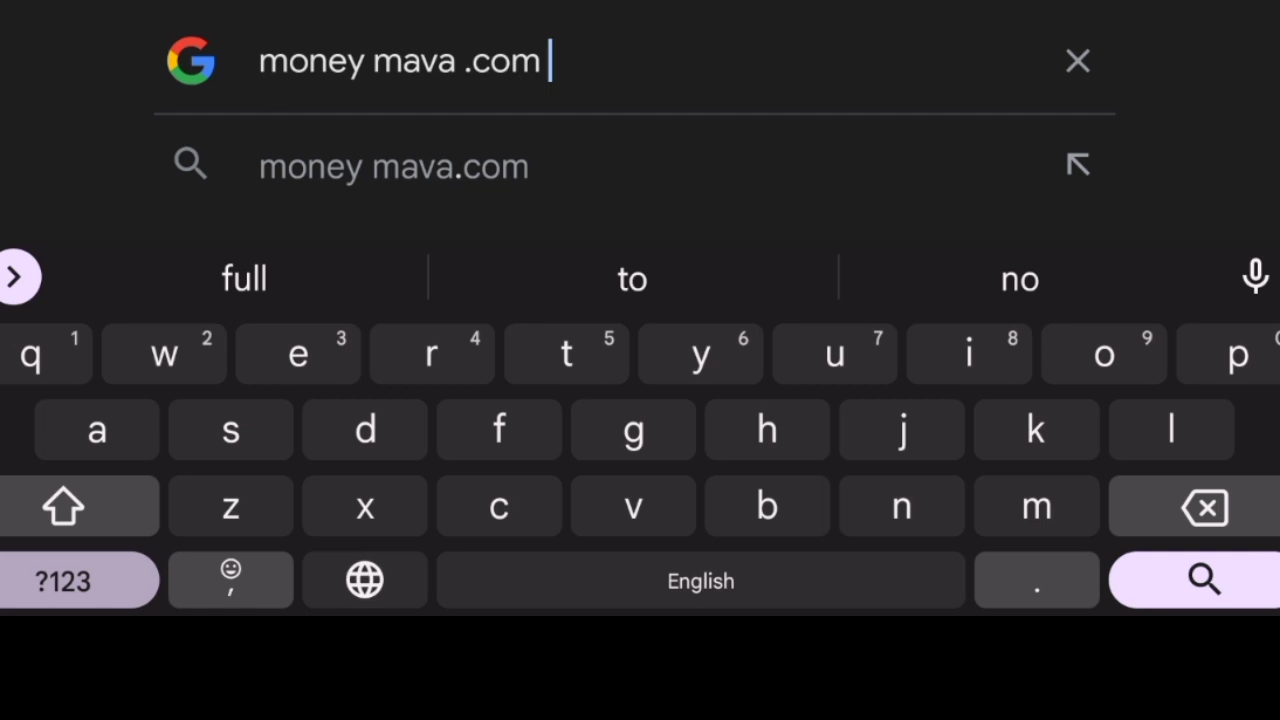 money mava .com
money mava.com
full to no
q 1 w 2 e 3 r 4 t 5 y 6 u 7 i 8 o 9 p
a s d f g h j k l
z x c v b n m
?123 , English .